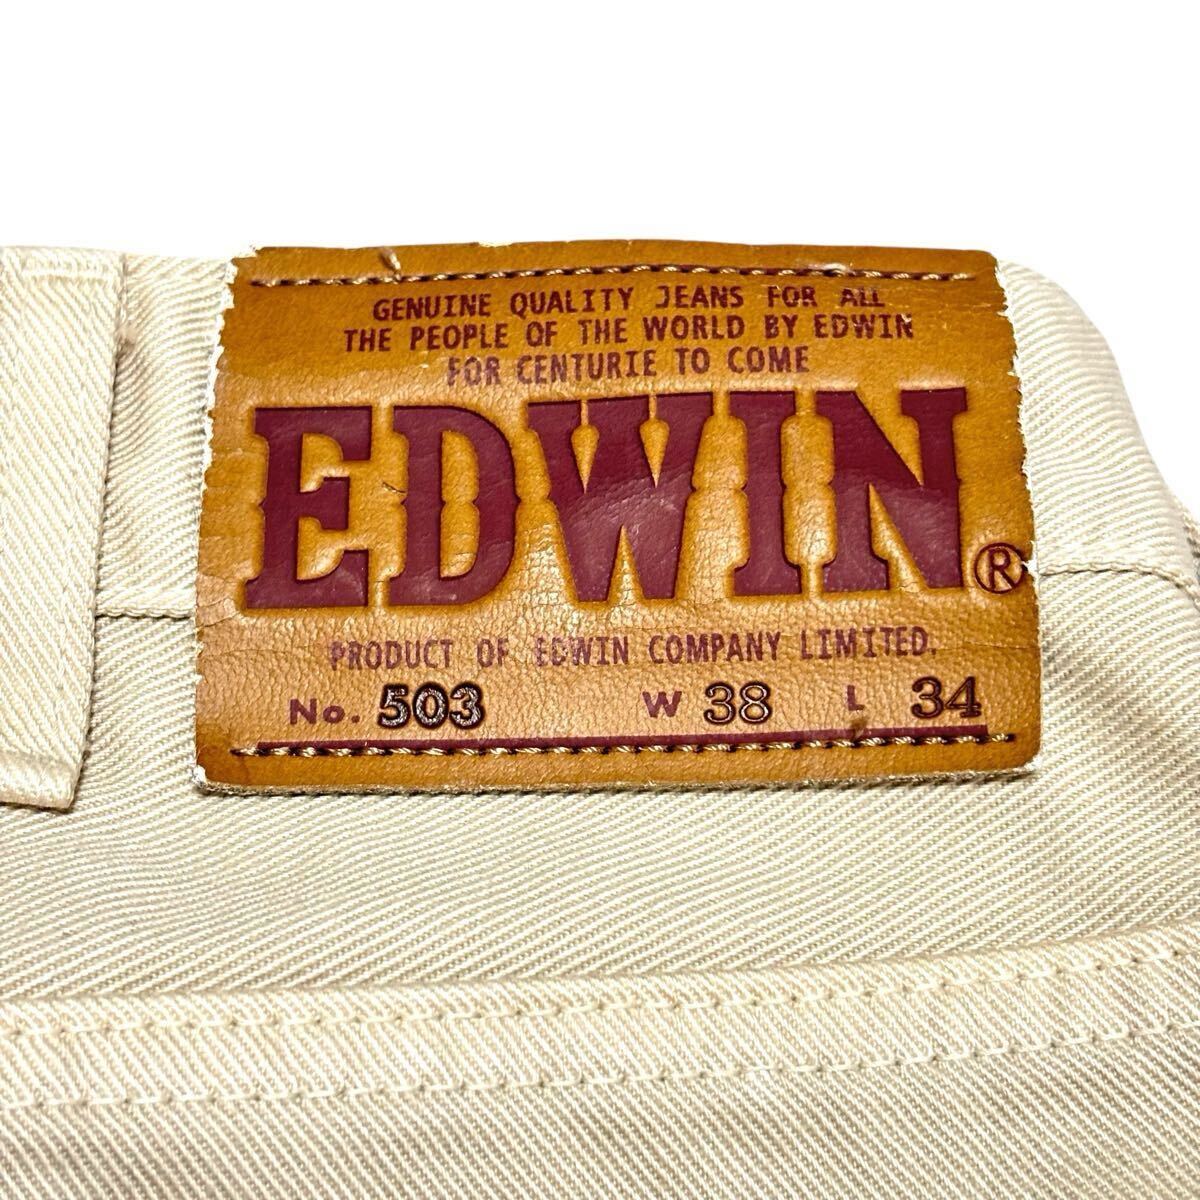 GENUINE QUALITY JEANS FOR ALL
THE PEOPLE OF THE WORLD BY EDWIN
FOR CENTURIE TO COME
EDWIN ®
PRODUCT OF EDWIN COMPANY LIMITED.
No. 503 W 38 L 34